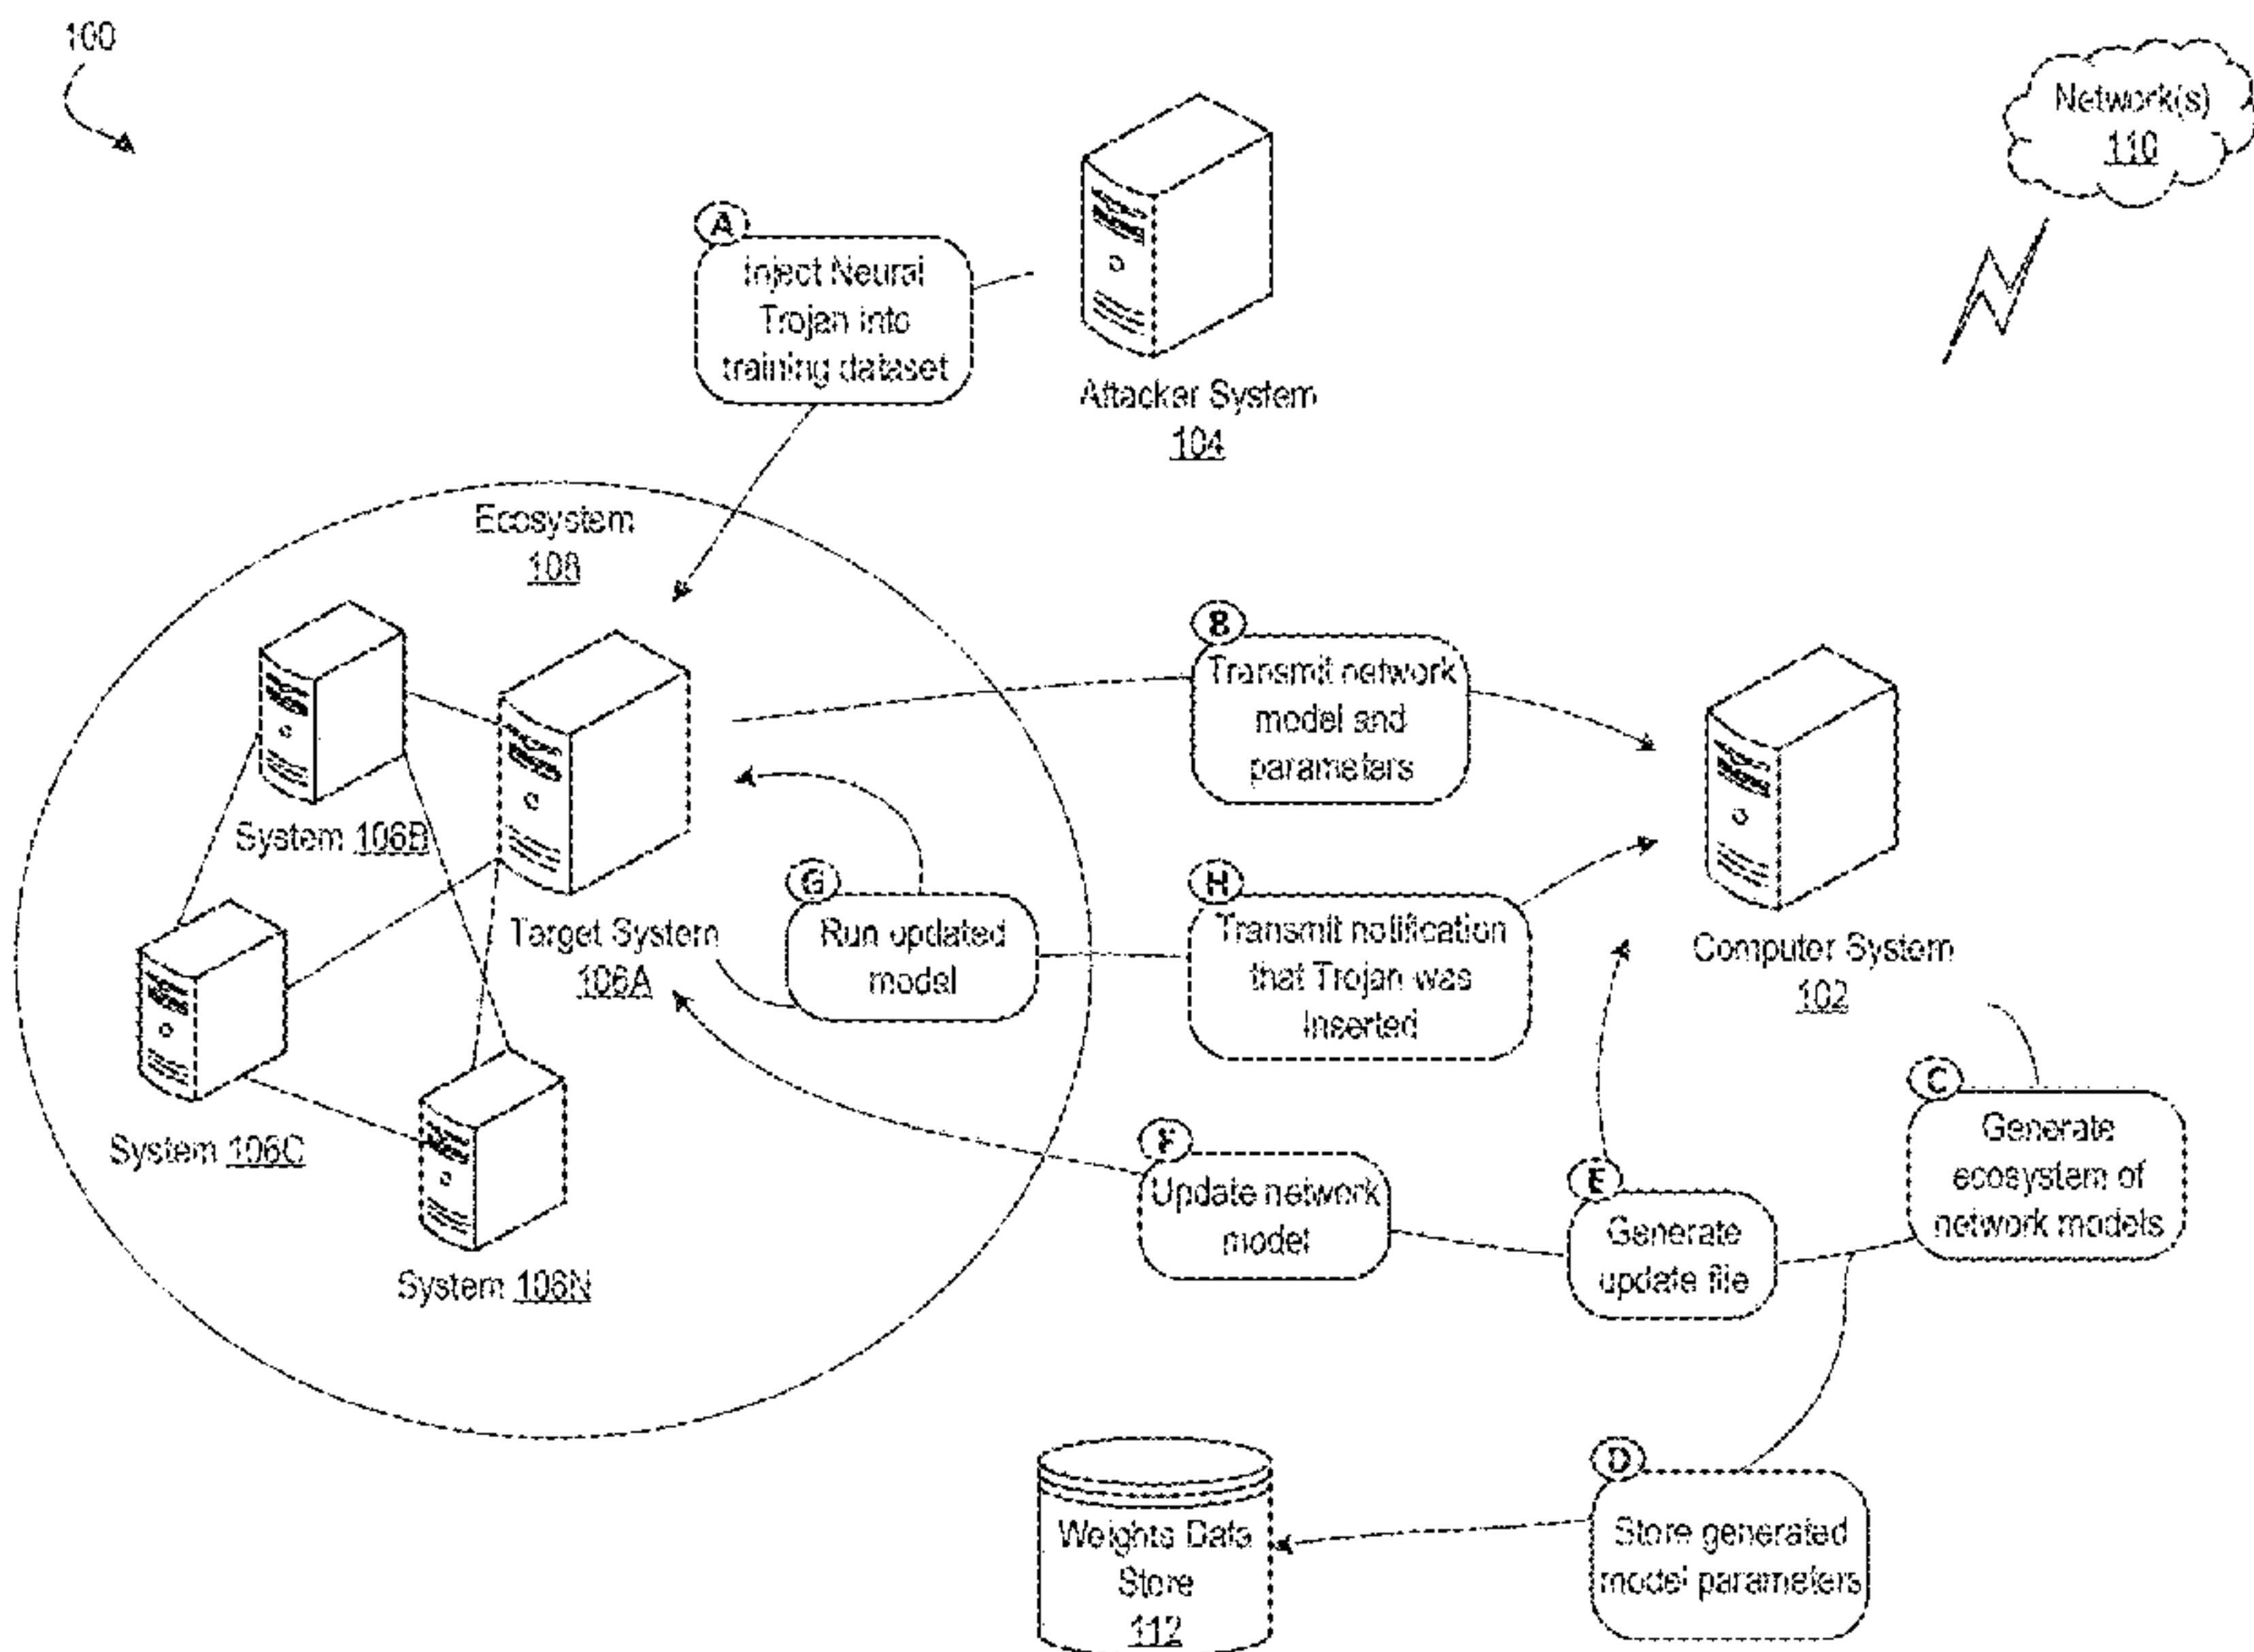 100
Network(s)
110
A
Inject Neural
Trojan into
training dataset
Attacker System
104
Ecosystem
108
B
Transmit network
model and
parameters
System 106B
G
Run updated
model
H
Transmit notification
that Trojan was
Inserted
Target System
106A
Computer System
102
System 106C
F
Update network
model
E
Generate
update file
C
Generate
ecosystem of
network models
System 106N
Weights Data
Store
112
D
Store generated
model parameters